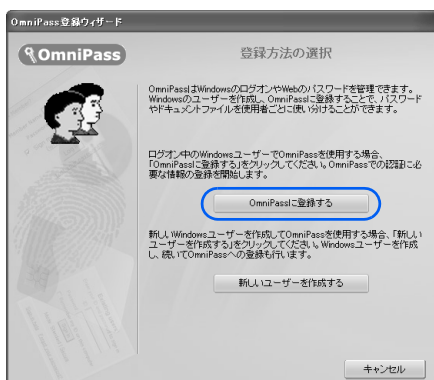 OmniPass登録ウィザード
OmniPass
登録方法の選択
OmniPassはWindowsのログオンやWebのパスワードを管理できます。
Windowsのユーザーを作成し、OmniPassに登録することで、パスワード
やドキュメントファイルを使用者ごとに使い分けることができます。
ログオン中のWindowsユーザーでOmniPassを使用する場合、
「OmniPassに登録する」をクリックしてください。OmniPassでの認証に必
要な情報の登録を開始します。
OmniPassに登録する
新しいWindowsユーザーを作成してOmniPassを使用する場合、「新しい
ユーザーを作成する」をクリックしてください。Windowsユーザーを作成
し、続いてOmniPassへの登録も行います。
新しいユーザーを作成する
キャンセル